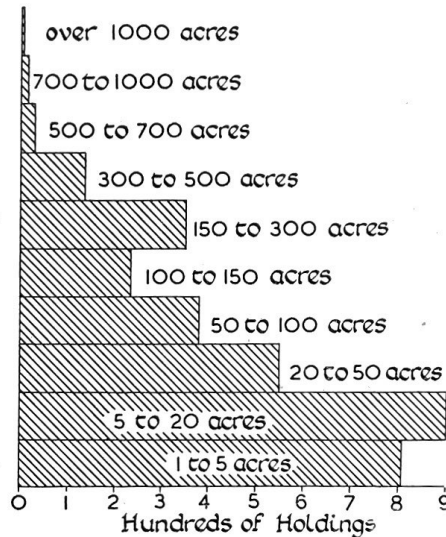 over 1000 acres
700 to 1000 acres
500 to 700 acres
300 to 500 acres
150 to 300 acres
100 to 150 acres
50 to 100 acres
20 to 50 acres
5 to 20 acres
1 to 5 acres
0 1 2 3 4 5 6 7 8 9
Hundreds of Holdings